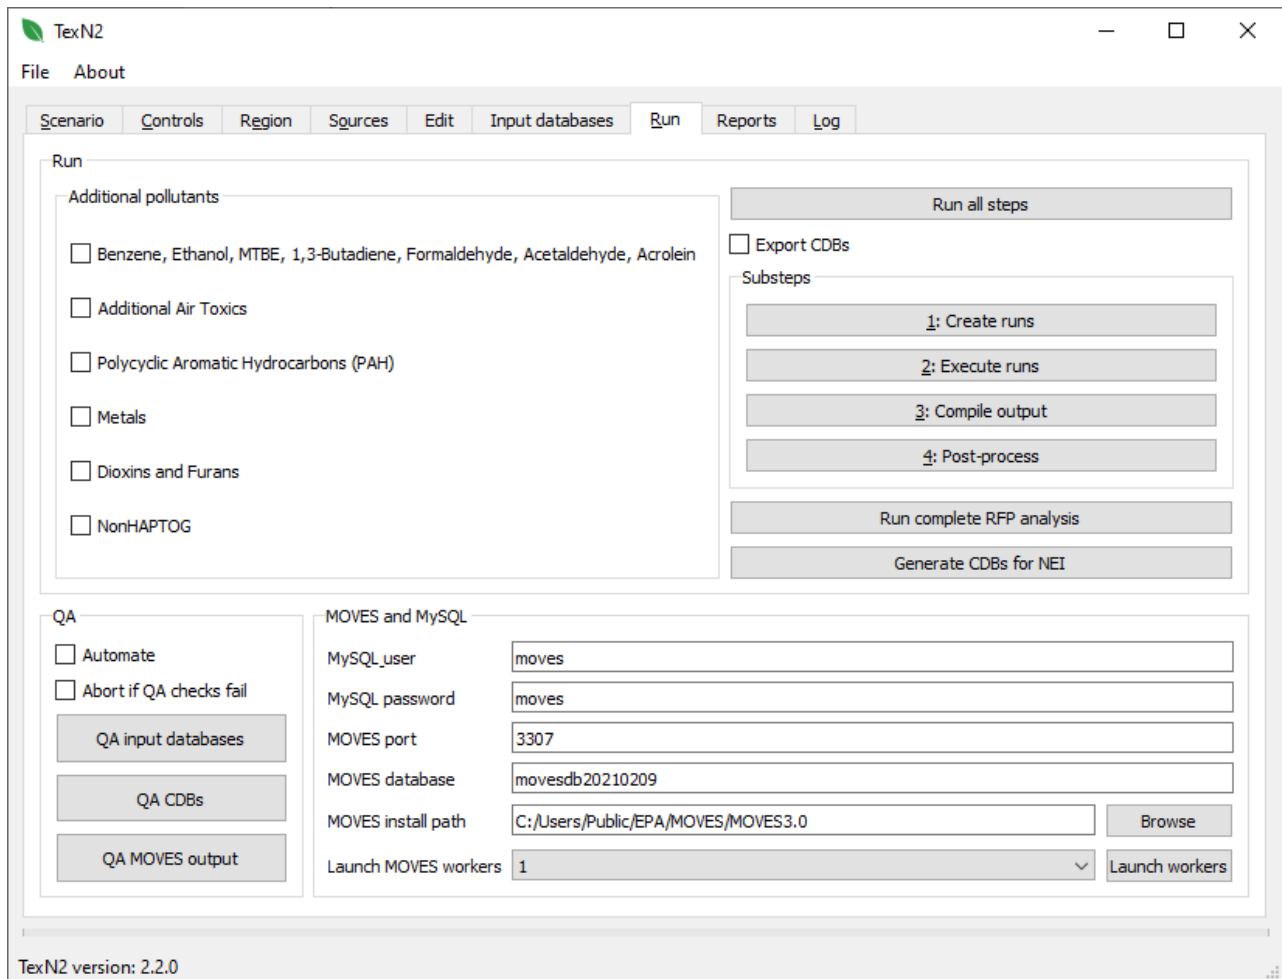 TexN2
File About
Scenario Controls Region Sources Edit Input databases Run Reports Log
Run
Additional pollutants
Benzene, Ethanol, MTBE, 1,3-Butadiene, Formaldehyde, Acetaldehyde, Acrolein
Additional Air Toxics
Polycyclic Aromatic Hydrocarbons (PAH)
Metals
Dioxins and Furans
NonHAPTOG
Run all steps
Export CDBs
Substeps
1: Create runs
2: Execute runs
3: Compile output
4: Post-process
Run complete RFP analysis
Generate CDBs for NEI
QA
Automate
Abort if QA checks fail
QA input databases
QA CDBs
QA MOVES output
MOVES and MySQL
MySQL_user moves
MySQL password moves
MOVES port 3307
MOVES database movesdb20210209
MOVES install path C:/Users/Public/EPA/MOVES/MOVES3.0 Browse
Launch MOVES workers 1 Launch workers
TexN2 version: 2.2.0